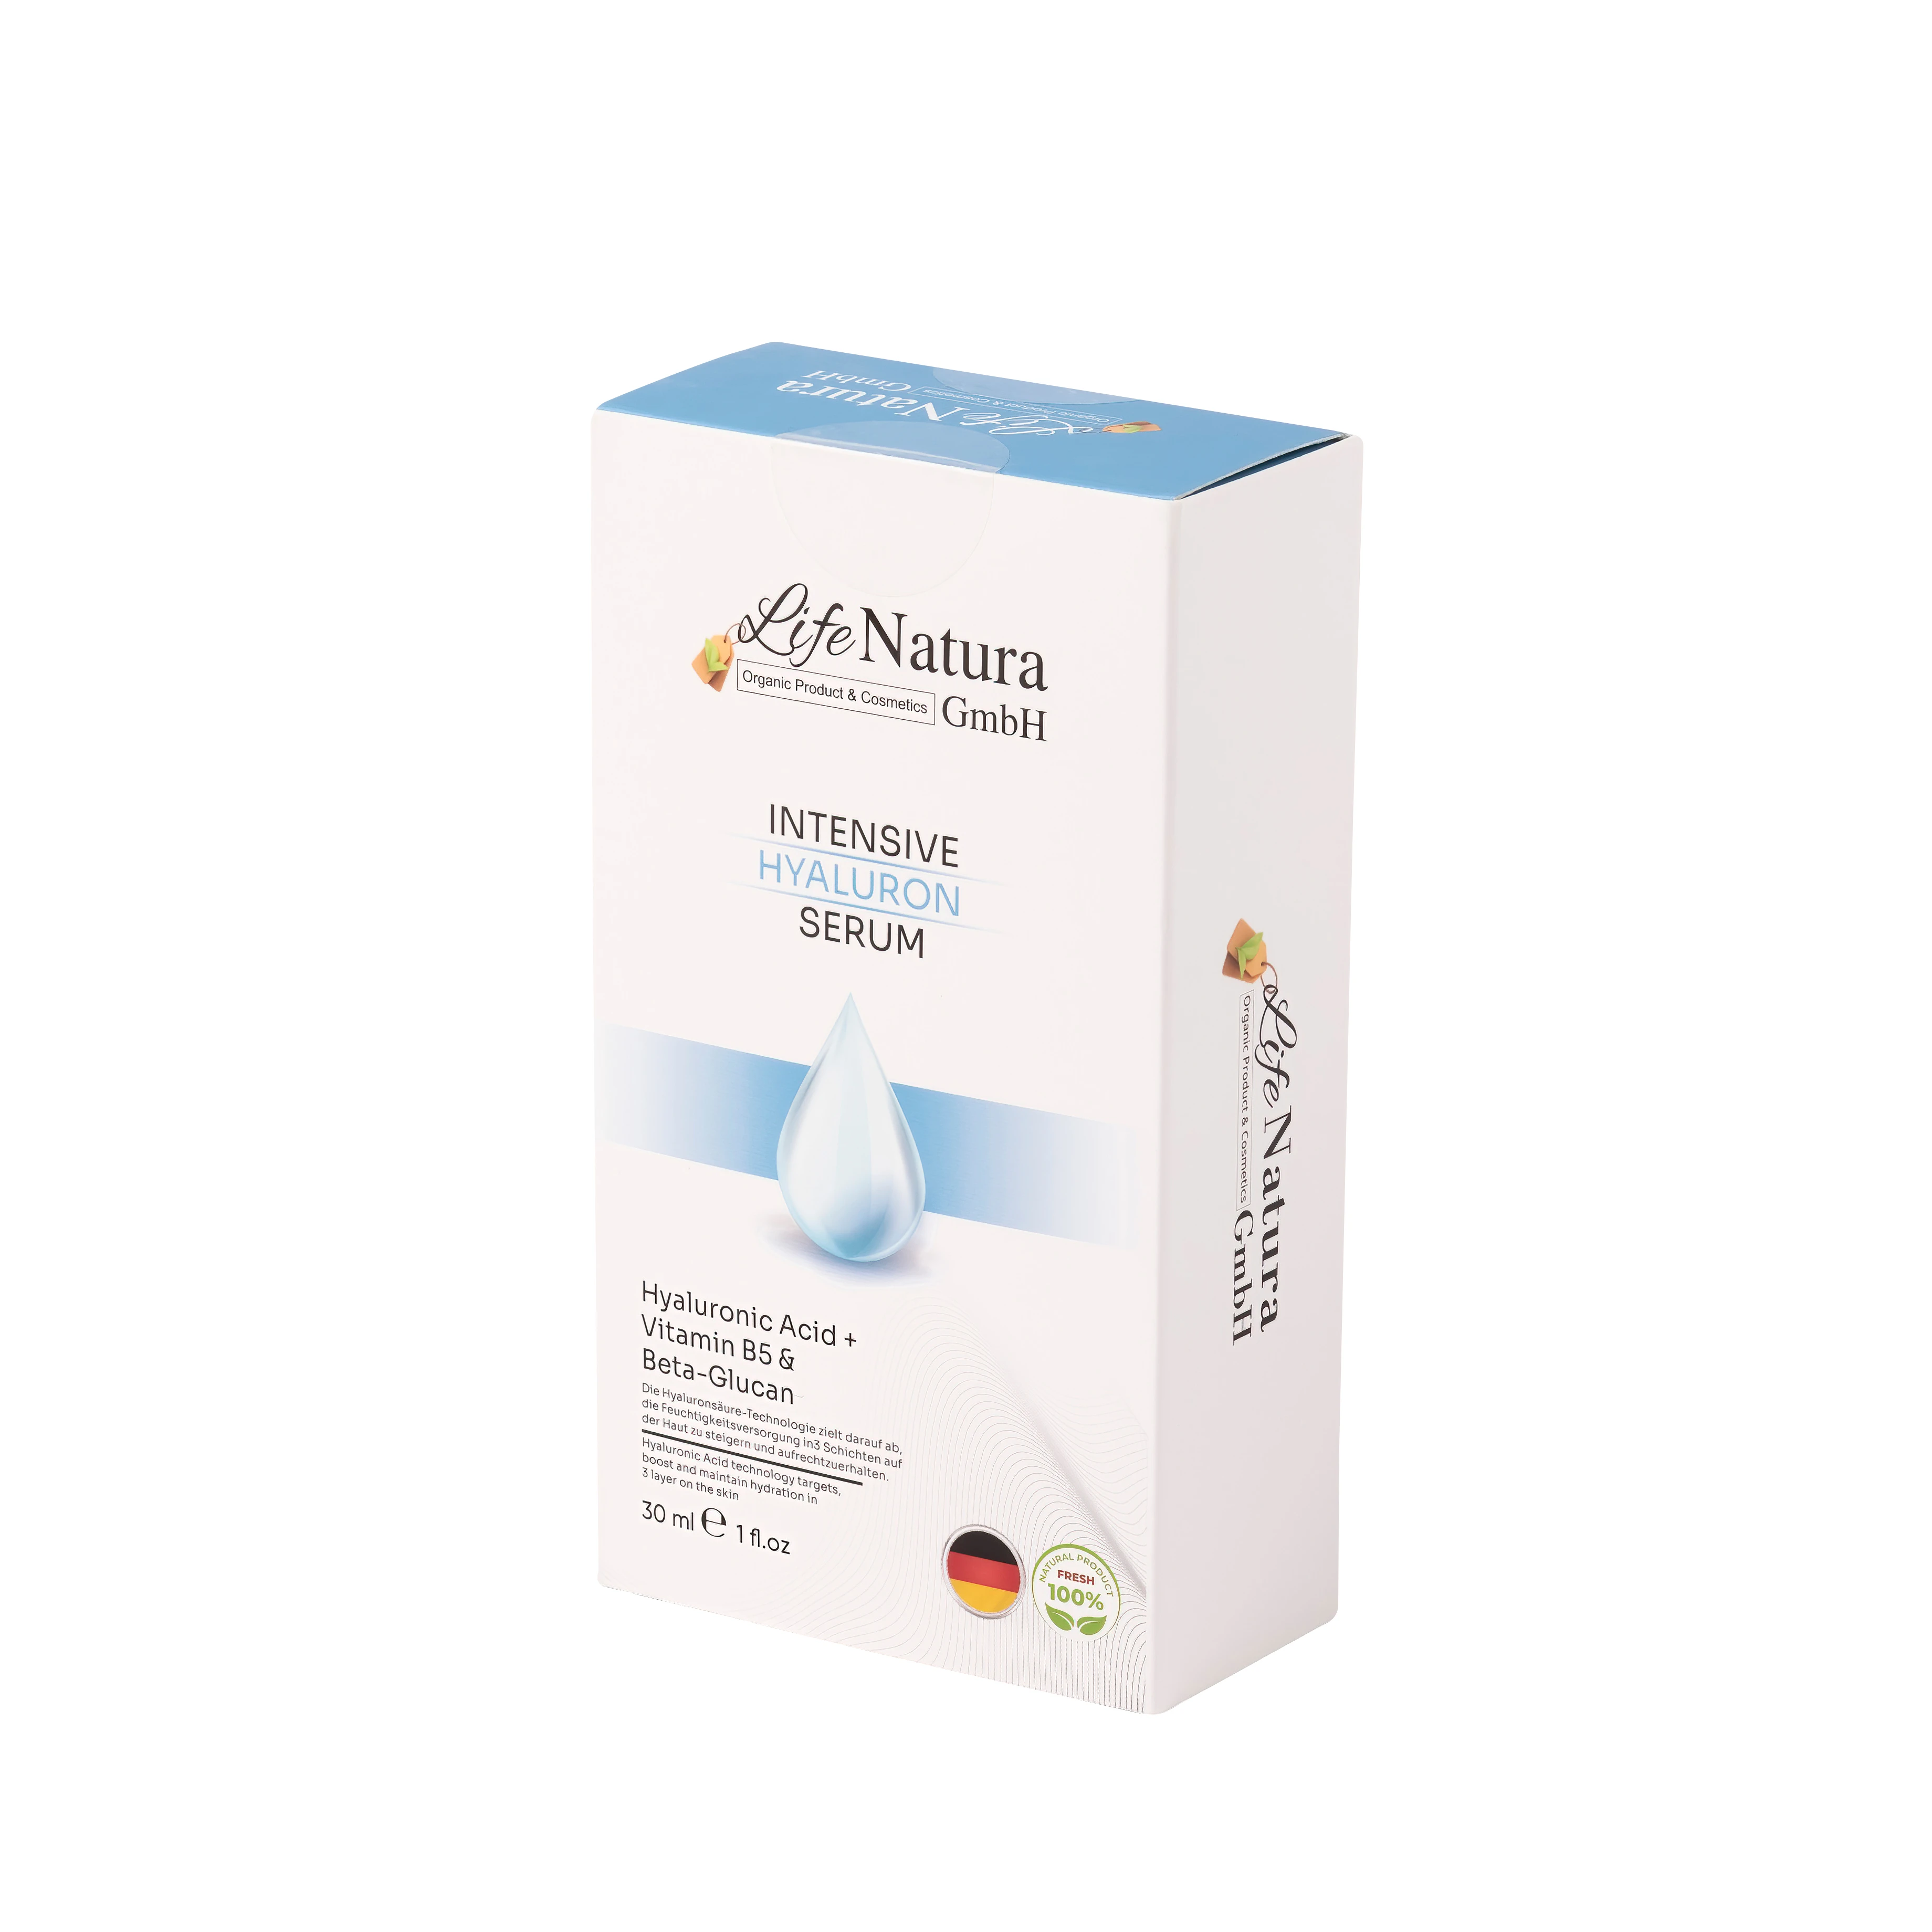 Life Natura
Organic Product & Cosmetics
GmbH
Life Natura
Organic Product & Cosmetics GmbH
INTENSIVE
HYALURON
SERUM
Hyaluronic Acid +
Vitamin B5 &
Beta-Glucan
Die Hyaluronsäure-Technologie zielt darauf ab,
die Feuchtigkeitsversorgung in3 Schichten auf
der Haut zu steigern und aufrechtzuerhalten.
Hyaluronic Acid technology targets,
boost and maintain hydration in
3 layer on the skin
30 ml ℮ 1 fl.oz
NATURAL PRODUCT
FRESH
100%
Life Natura
Organic Product & Cosmetics GmbH